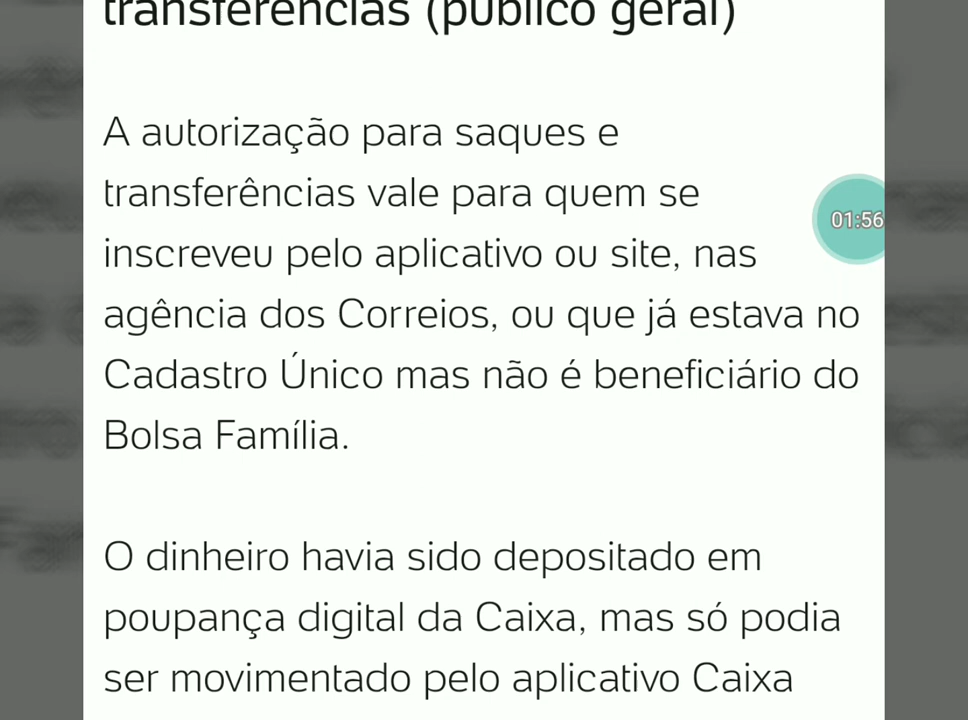 transferências (público geral)
A autorização para saques e
transferências vale para quem se
01:56
inscreveu pelo aplicativo ou site, nas
agência dos Correios, ou que já estava no
Cadastro Único mas não é beneficiário do
Bolsa Família.
O dinheiro havia sido depositado em
poupança digital da Caixa, mas só podia
ser movimentado pelo aplicativo Caixa